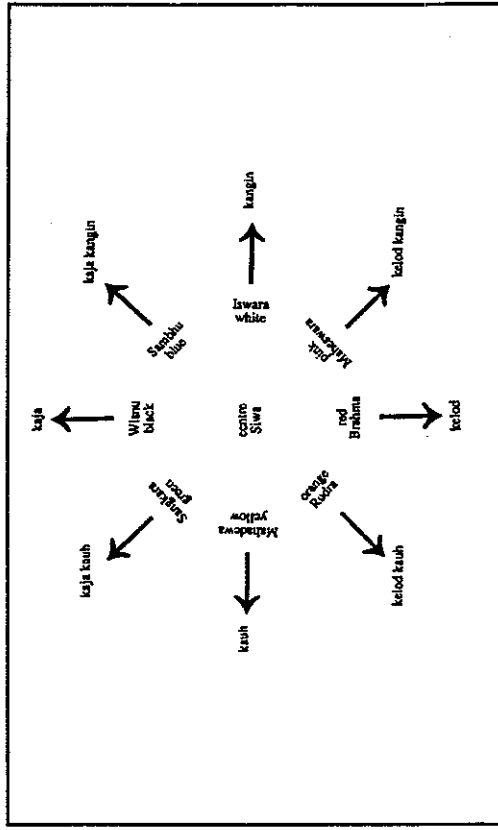 kaja
kaja kauh
kaja kangin
Wisnu
black
Sangkara
green
Sambhu
blue
kauh
Mahadewa
yellow
centre
Siwa
Iswara
white
kangin
orange
Rudra
red
Brahma
pink
Maheswara
kelod kauh
kelod
kelod kangin